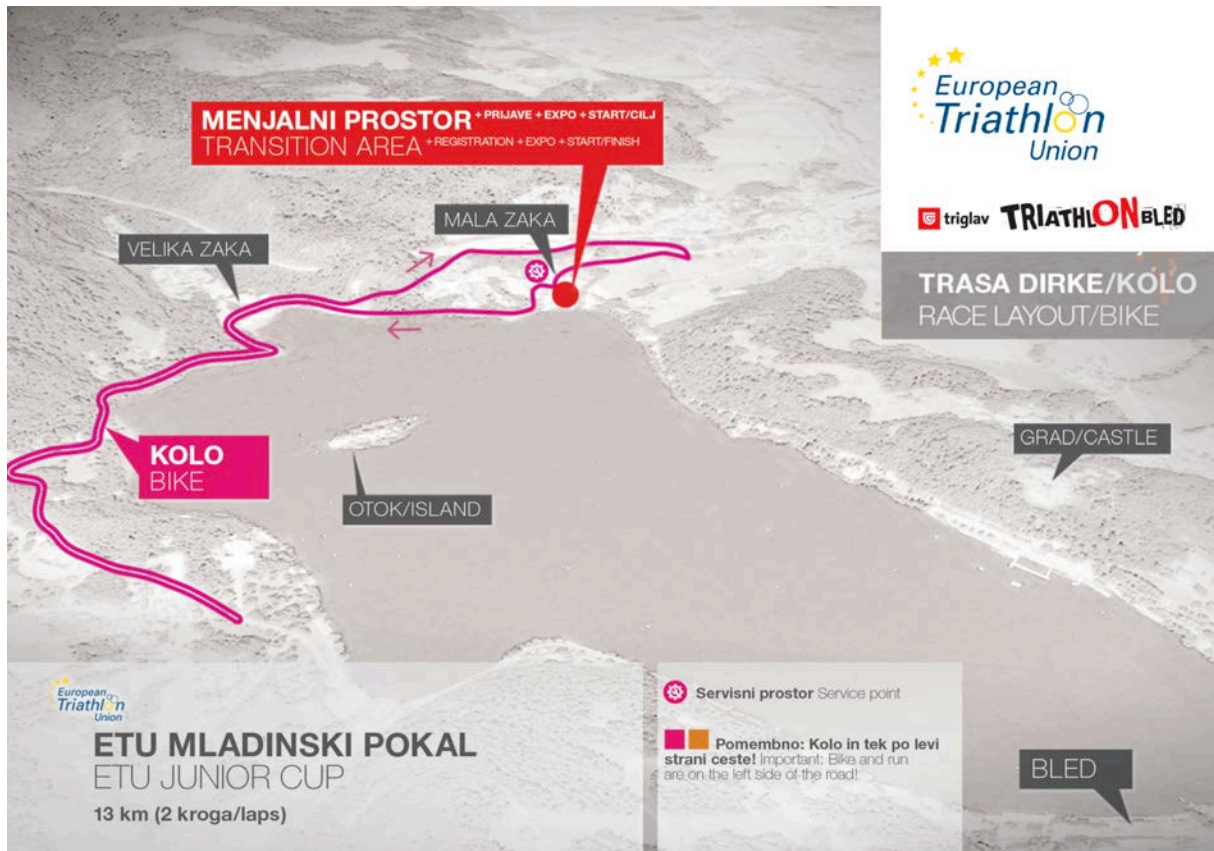 MENJALNI PROSTOR + PRIJAVE + EXPO + START/CILJ
TRANSITION AREA + REGISTRATION + EXPO + START/FINISH
European
Triathlon
Union
triglav TRIATHLON BLED
TRASA DIRKE/KOLO
RACE LAYOUT/BIKE
MALA ZAKA
VELIKA ZAKA
KOLO
BIKE
OTOK/ISLAND
GRAD/CASTLE
BLED
European
Triathlon
Union
ETU MLADINSKI POKAL
ETU JUNIOR CUP
13 km (2 kroga/laps)
Servisni prostor Service point
Pomembno: Kolo in tek po levi
strani ceste! Important: Bike and run
are on the left side of the road!